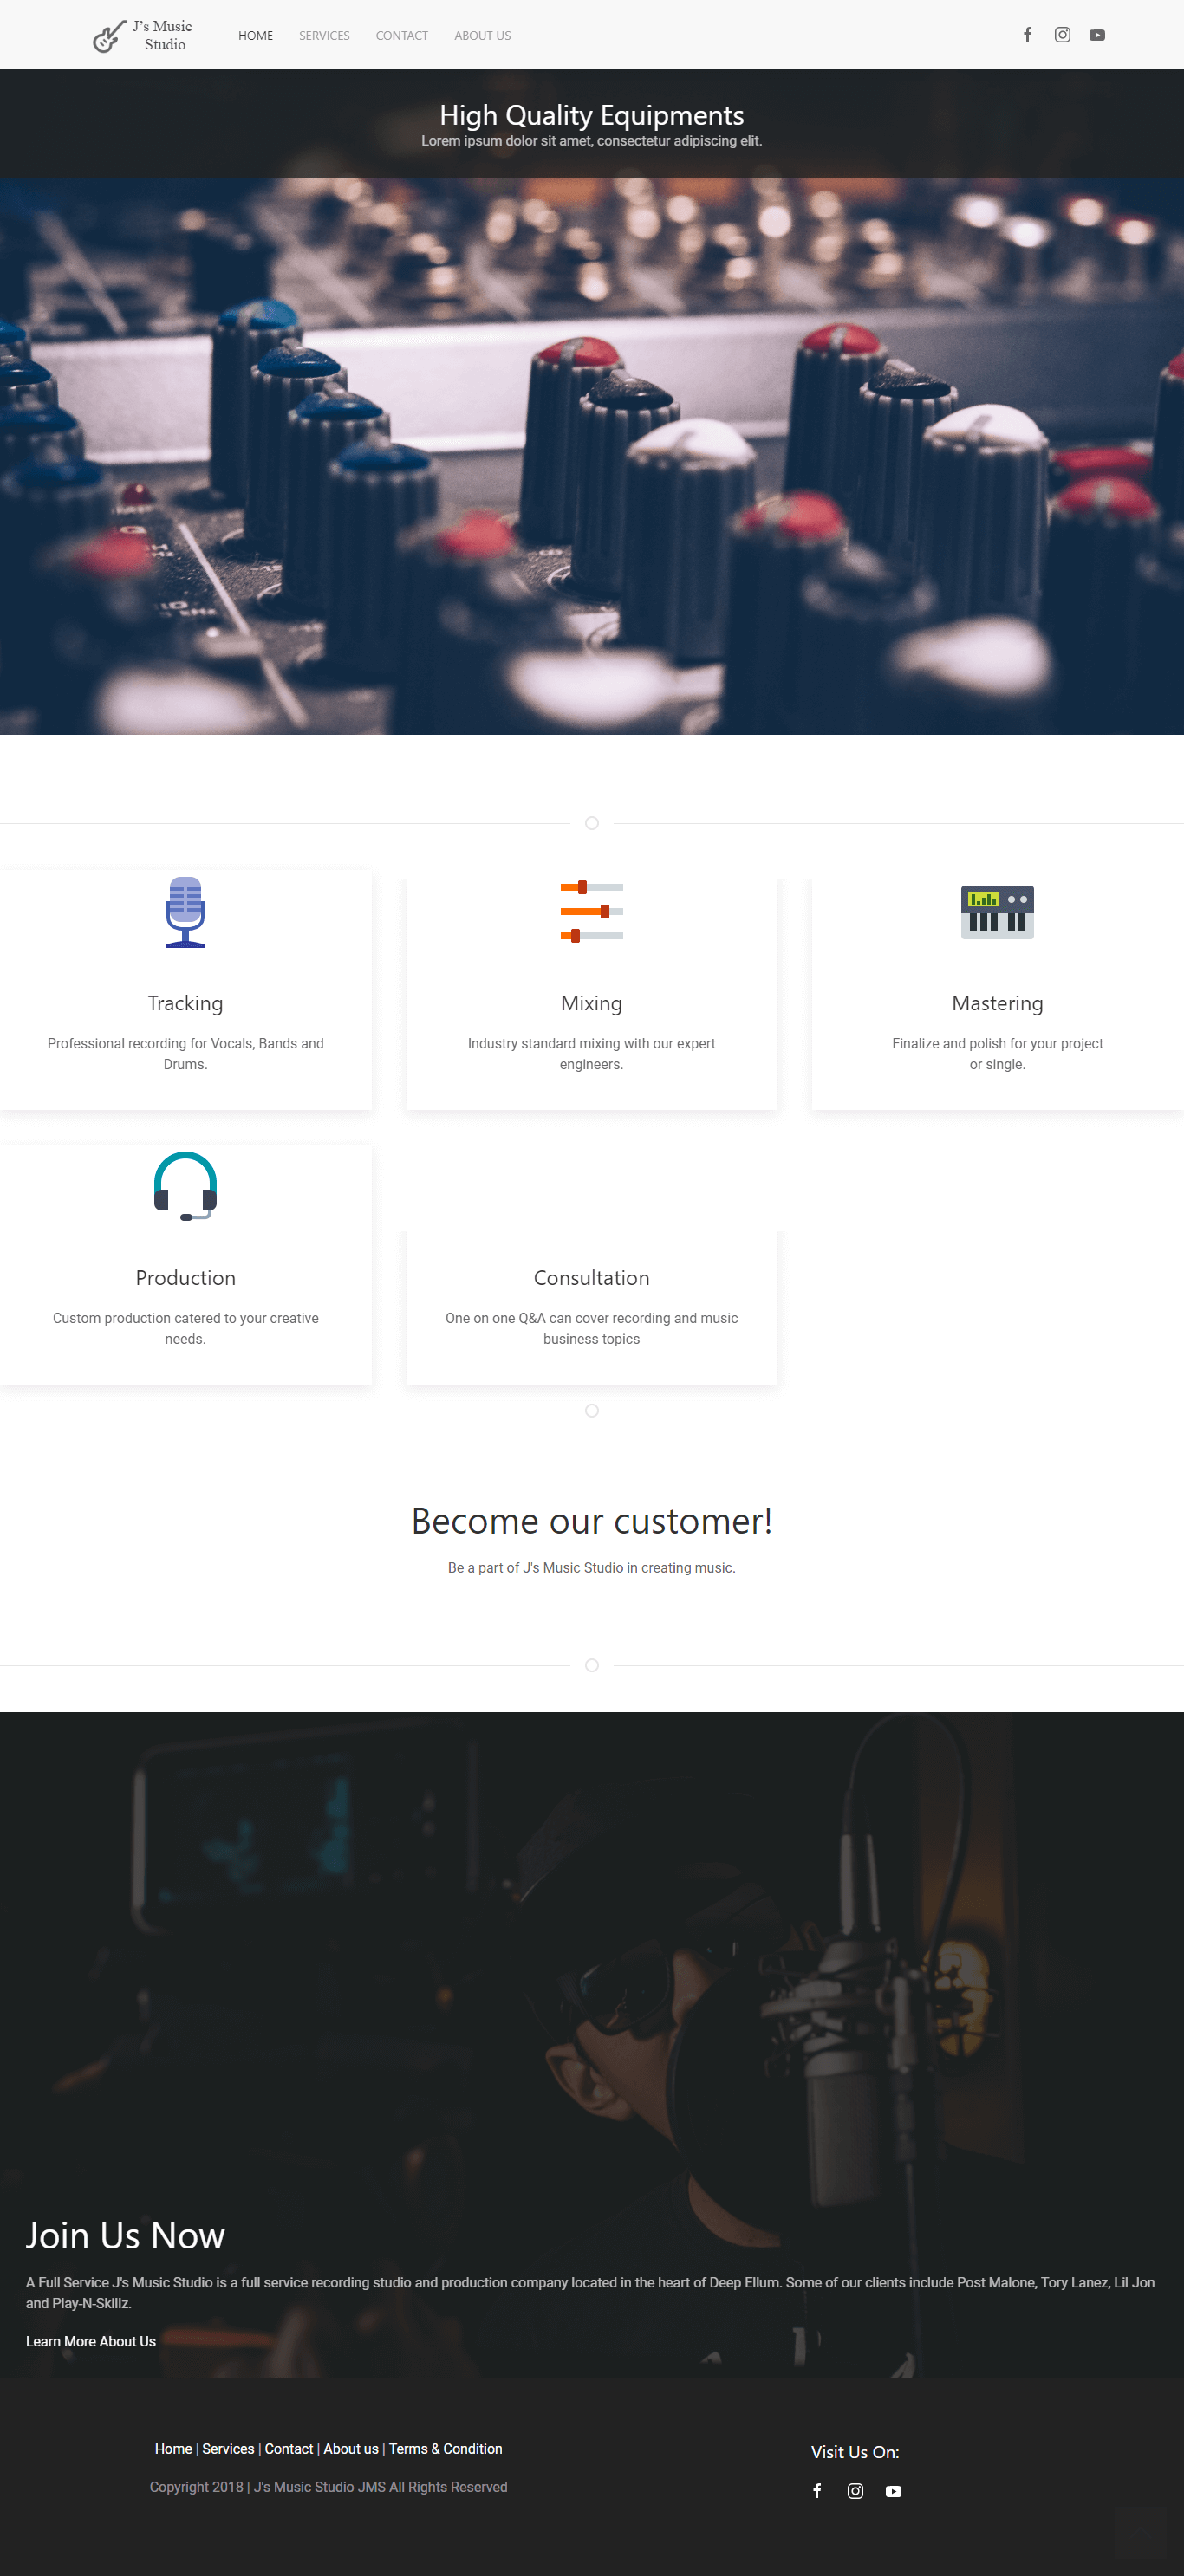 J's Music
Studio
HOME
SERVICES
CONTACT
ABOUT US
High Quality Equipments
Lorem ipsum dolor sit amet, consectetur adipiscing elit.
Tracking
Professional recording for Vocals, Bands and
Drums.
Mixing
Industry standard mixing with our expert
engineers.
Mastering
Finalize and polish for your project
or single.
Production
Custom production catered to your creative
needs.
Consultation
One on one Q&A can cover recording and music
business topics
Become our customer!
Be a part of J's Music Studio in creating music.
Join Us Now
A Full Service J's Music Studio is a full service recording studio and production company located in the heart of Deep Ellum. Some of our clients include Post Malone, Tory Lanez, Lil Jon
and Play-N-Skillz.
Learn More About Us
Home | Services | Contact | About us | Terms & Condition
Copyright 2018 | J's Music Studio JMS All Rights Reserved
Visit Us On: